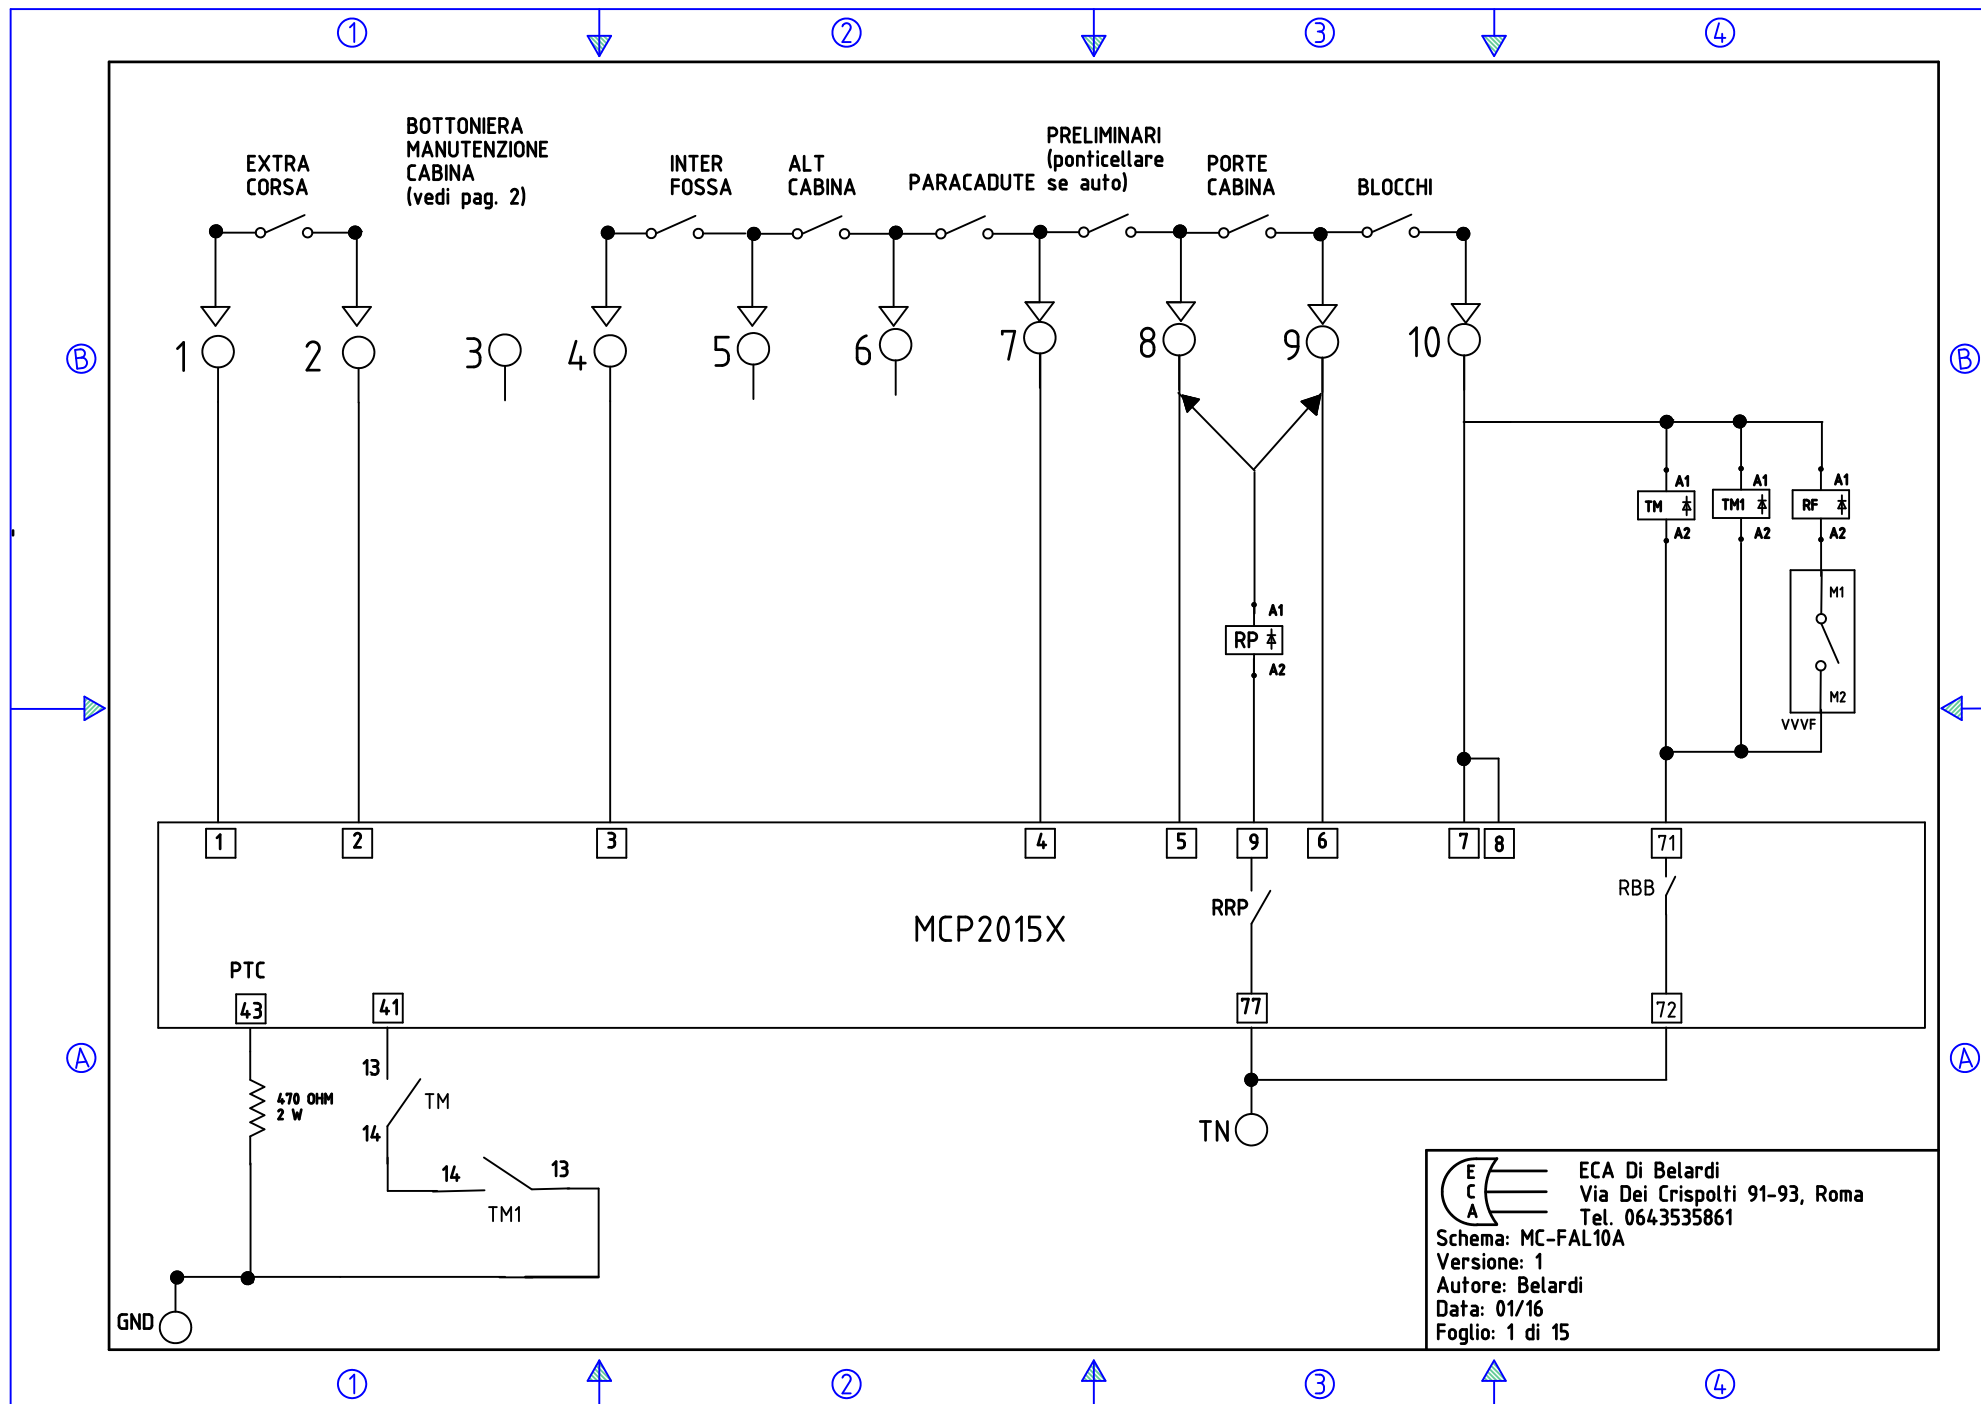 1 2 3 4
EXTRA
CORSA
BOTTONIERA
MANUTENZIONE
CABINA
(vedi pag. 2)
INTER
FOSSA
ALT
CABINA
PARACADUTE
PRELIMINARI
(ponticellare
se auto)
PORTE
CABINA
BLOCCHI
1 2 3 4 5 6 7 8 9 10
B B
A1 A1 A1
TM TM1 RF
A2 A2 A2
M1
M2
VVVF
A1
RP
A2
1 2 3 4 5 9 6 7 8 71
RRP
RBB
MCP2015X
PTC
43 41 77 72
A A
13
TM
14
470 OHM
2 W
14 13
TM1
TN
GND
E
C
A
ECA Di Belardi
Via Dei Crispolti 91-93, Roma
Tel. 0643535861
Schema: MC-FAL10A
Versione: 1
Autore: Belardi
Data: 01/16
Foglio: 1 di 15
1 2 3 4